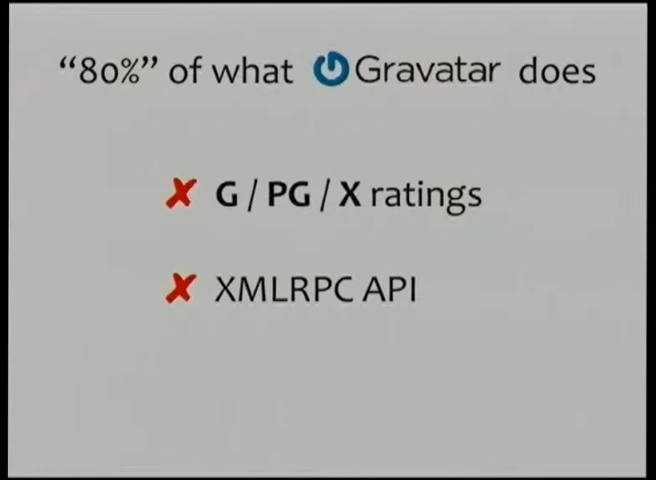 “80%” of what Gravatar does
✘ G / PG / X ratings
✘ XMLRPC API